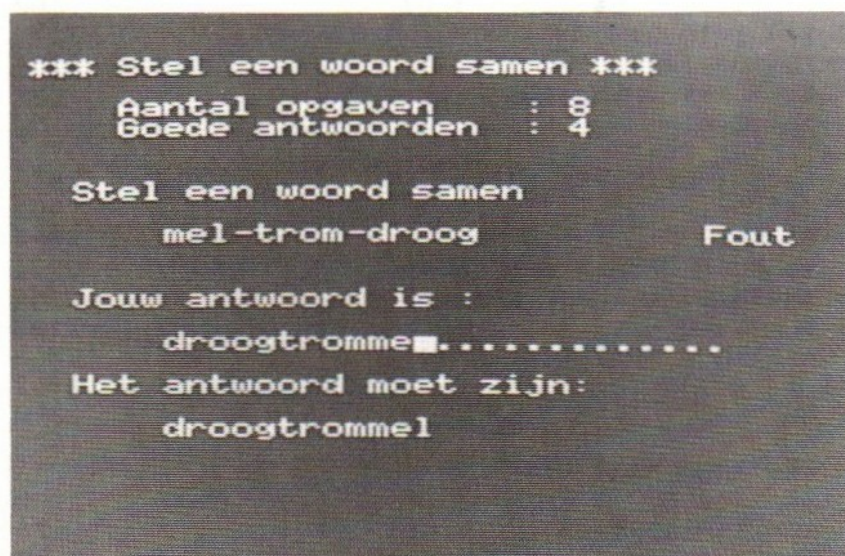 *** Stel een woord samen ***
Aantal opgaven : 8
Goede antwoorden : 4
Stel een woord samen
mel-trom-droog Fout
Jouw antwoord is :
droogtromme■..............
Het antwoord moet zijn:
droogtrommel